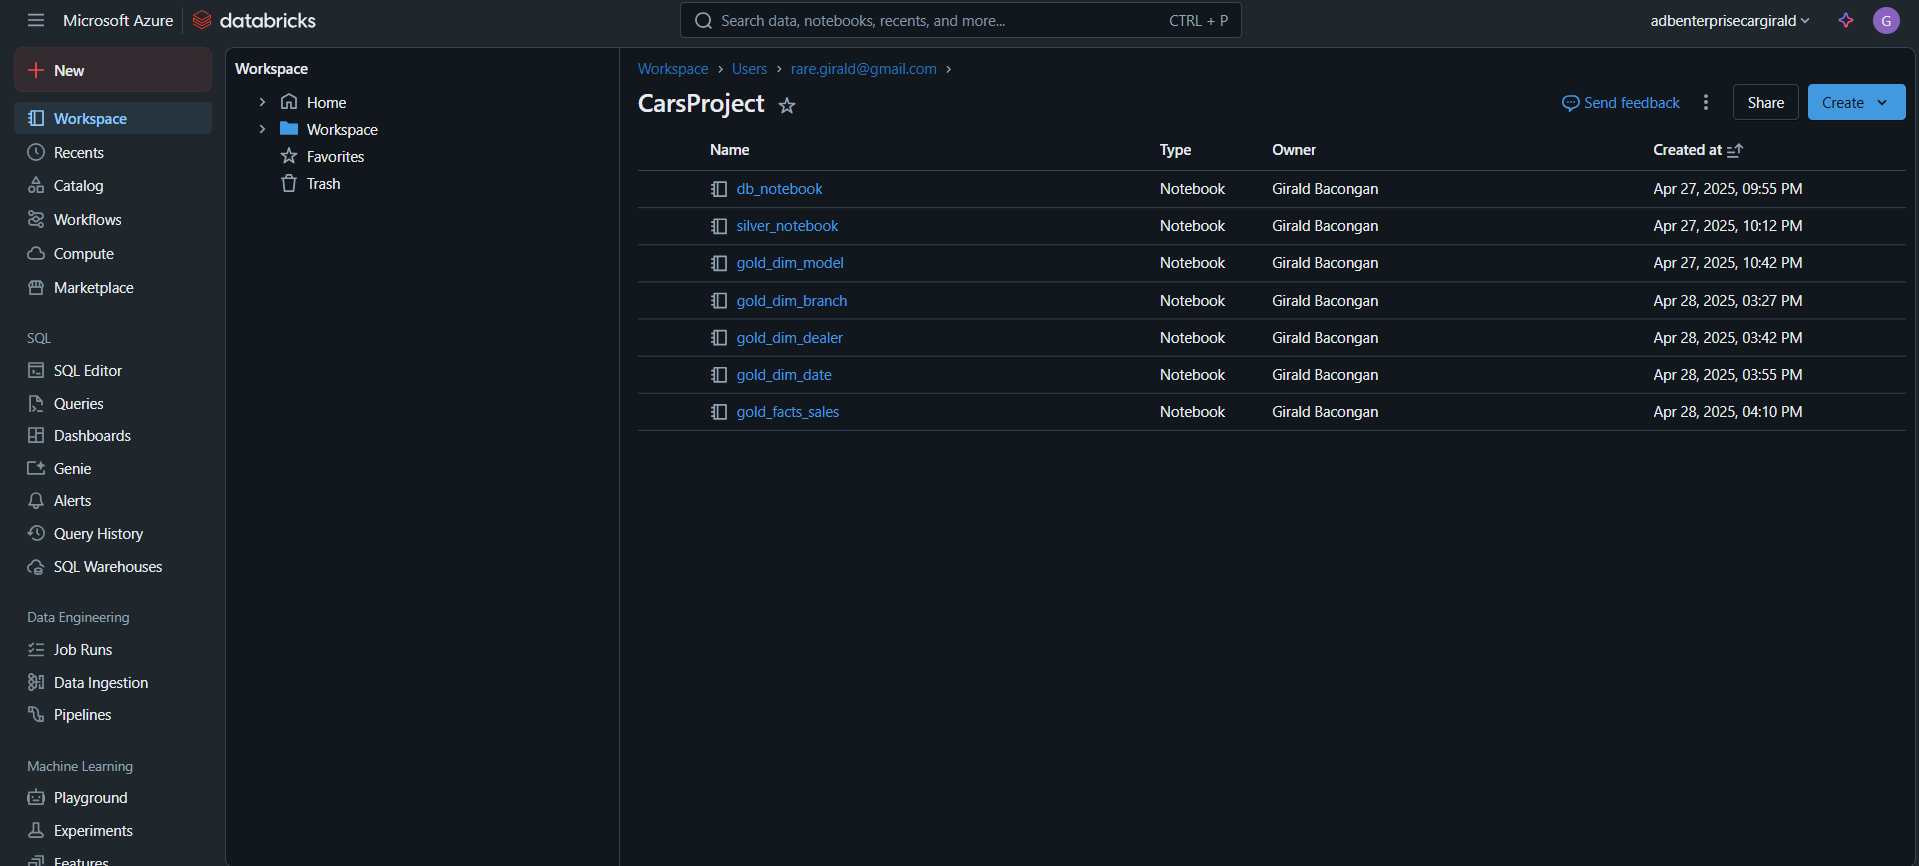 Microsoft Azure databricks
Search data, notebooks, recents, and more... CTRL + P
adbenterprisecargirald
G
New
Workspace
Recents
Catalog
Workflows
Compute
Marketplace
SQL
SQL Editor
Queries
Dashboards
Genie
Alerts
Query History
SQL Warehouses
Data Engineering
Job Runs
Data Ingestion
Pipelines
Machine Learning
Playground
Experiments
Features
Workspace
Home
Workspace
Favorites
Trash
Workspace > Users > rare.girald@gmail.com >
CarsProject
Send feedback
Share
Create
Name Type Owner Created at
db_notebook Notebook Girald Bacongan Apr 27, 2025, 09:55 PM
silver_notebook Notebook Girald Bacongan Apr 27, 2025, 10:12 PM
gold_dim_model Notebook Girald Bacongan Apr 27, 2025, 10:42 PM
gold_dim_branch Notebook Girald Bacongan Apr 28, 2025, 03:27 PM
gold_dim_dealer Notebook Girald Bacongan Apr 28, 2025, 03:42 PM
gold_dim_date Notebook Girald Bacongan Apr 28, 2025, 03:55 PM
gold_facts_sales Notebook Girald Bacongan Apr 28, 2025, 04:10 PM